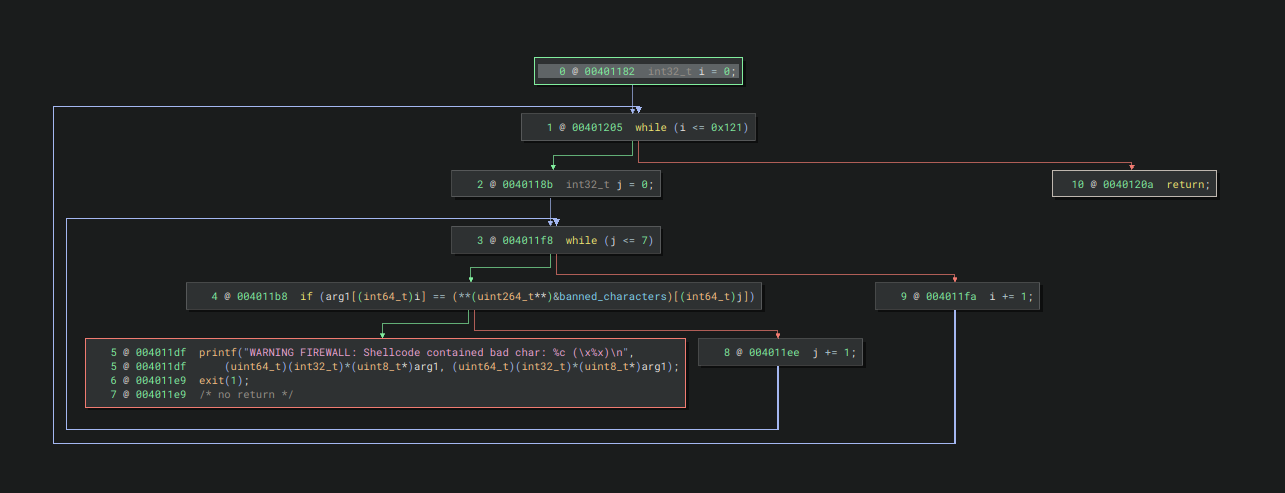 0 @ 00401182  int32_t i = 0;
1 @ 00401205  while (i <= 0x121)
2 @ 0040118b  int32_t j = 0;
10 @ 0040120a  return;
3 @ 004011f8  while (j <= 7)
4 @ 004011b8  if (arg1[(int64_t)i] == (**(uint264_t**)&banned_characters)[(int64_t)j])
9 @ 004011fa  i += 1;
5 @ 004011df  printf("WARNING FIREWALL: Shellcode contained bad char: %c (\x%x)\n",
5 @ 004011df      (uint64_t)(int32_t)*(uint8_t*)arg1, (uint64_t)(int32_t)*(uint8_t*)arg1);
6 @ 004011e9  exit(1);
7 @ 004011e9  /* no return */
8 @ 004011ee  j += 1;